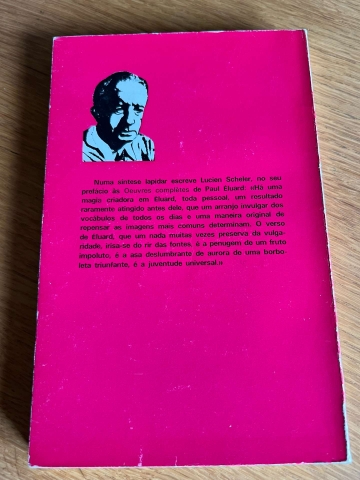 Numa síntese lapidar escreve Lucien Scheler, no seu
prefácio às Oeuvres complètes de Paul Eluard: «Há uma
magia criadora em Eluard, toda pessoal, um resultado
raramente atingido antes dele, que um arranjo invulgar dos
vocábulos de todos os dias e uma maneira original de
repensar as imagens mais comuns determinam. O verso
de Eluard, que um nada muitas vezes preserva da vulga-
ridade, irisa-se do rir das fontes, é a penugem de um fruto
impoluto, é a asa deslumbrante de aurora de uma borbo-
leta triunfante, é a juventude universal.»